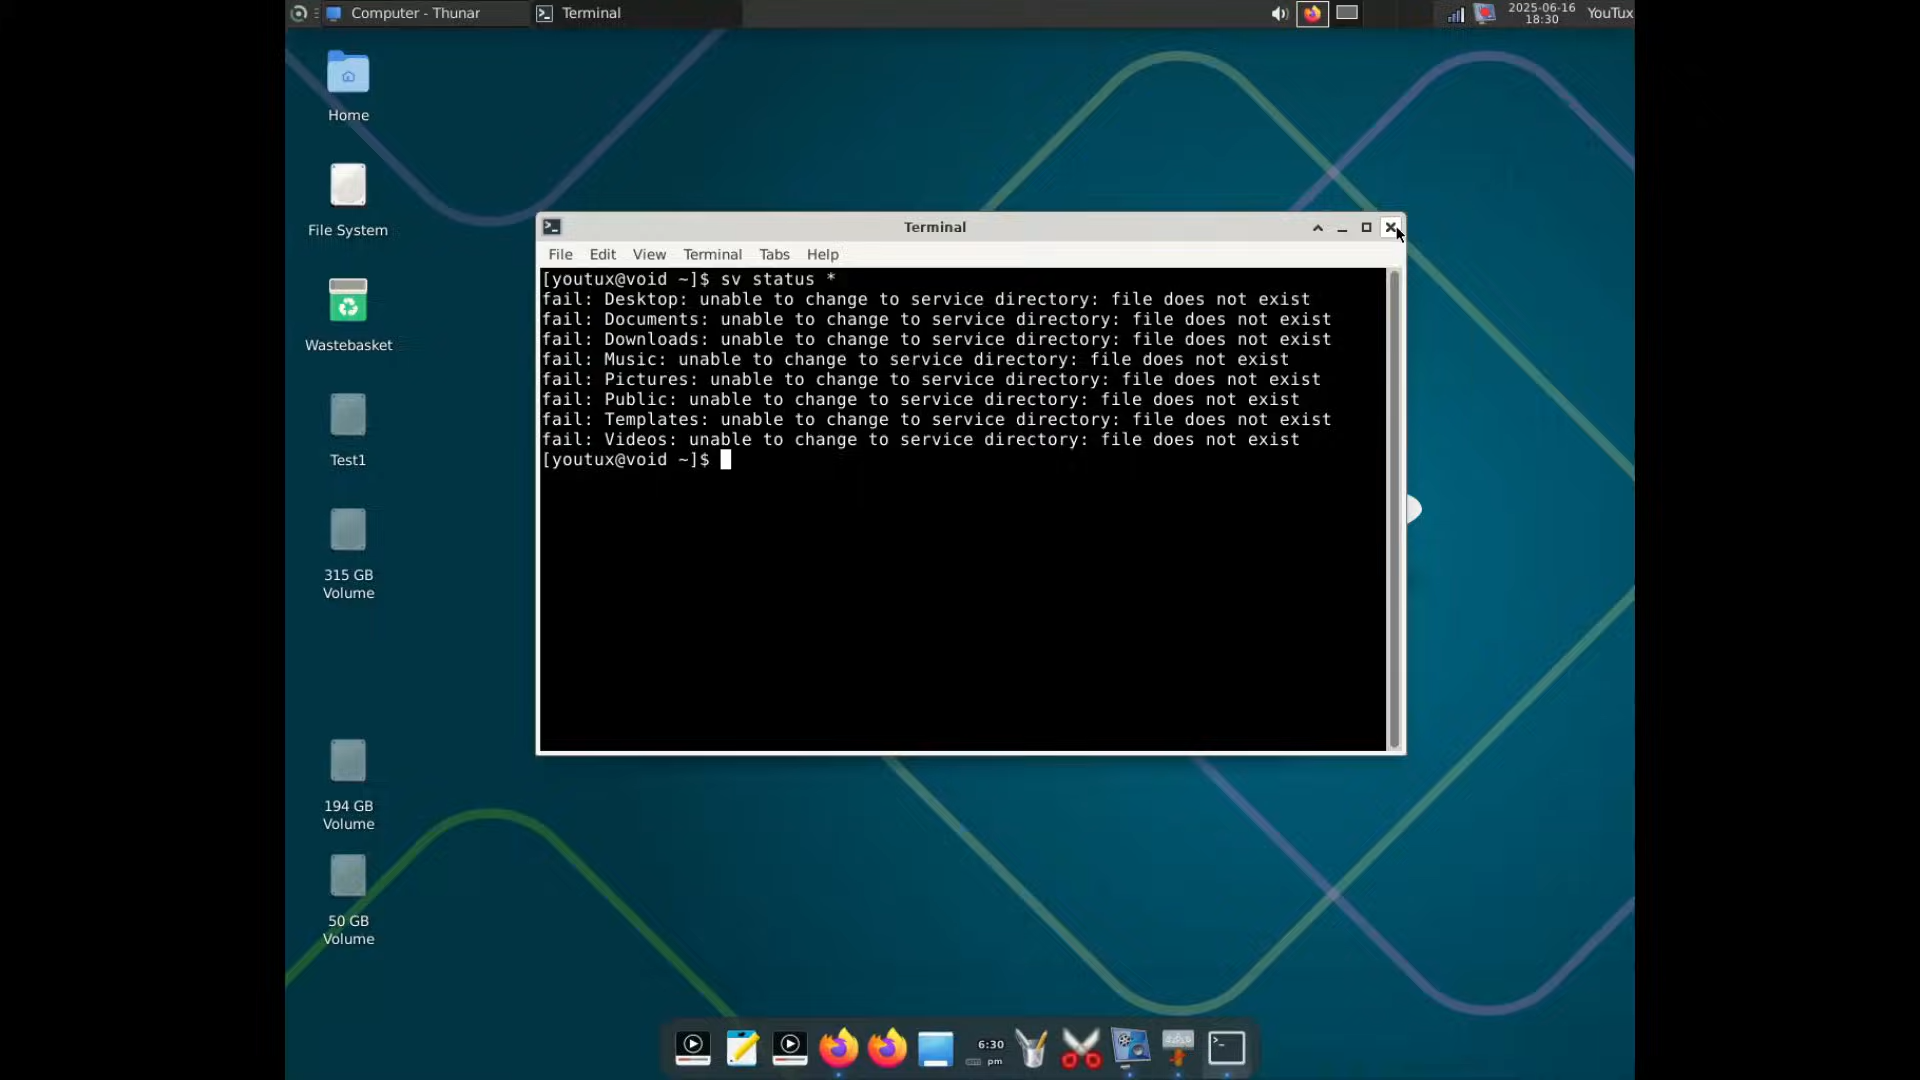 Computer - Thunar
Terminal
2025-06-16
18:30
YouTux
Home
File System
Wastebasket
Test1
315 GB
Volume
194 GB
Volume
50 GB
Volume
Terminal
File Edit View Terminal Tabs Help
[youtux@void ~]$ sv status *
fail: Desktop: unable to change to service directory: file does not exist
fail: Documents: unable to change to service directory: file does not exist
fail: Downloads: unable to change to service directory: file does not exist
fail: Music: unable to change to service directory: file does not exist
fail: Pictures: unable to change to service directory: file does not exist
fail: Public: unable to change to service directory: file does not exist
fail: Templates: unable to change to service directory: file does not exist
fail: Videos: unable to change to service directory: file does not exist
[youtux@void ~]$
6:30
pm